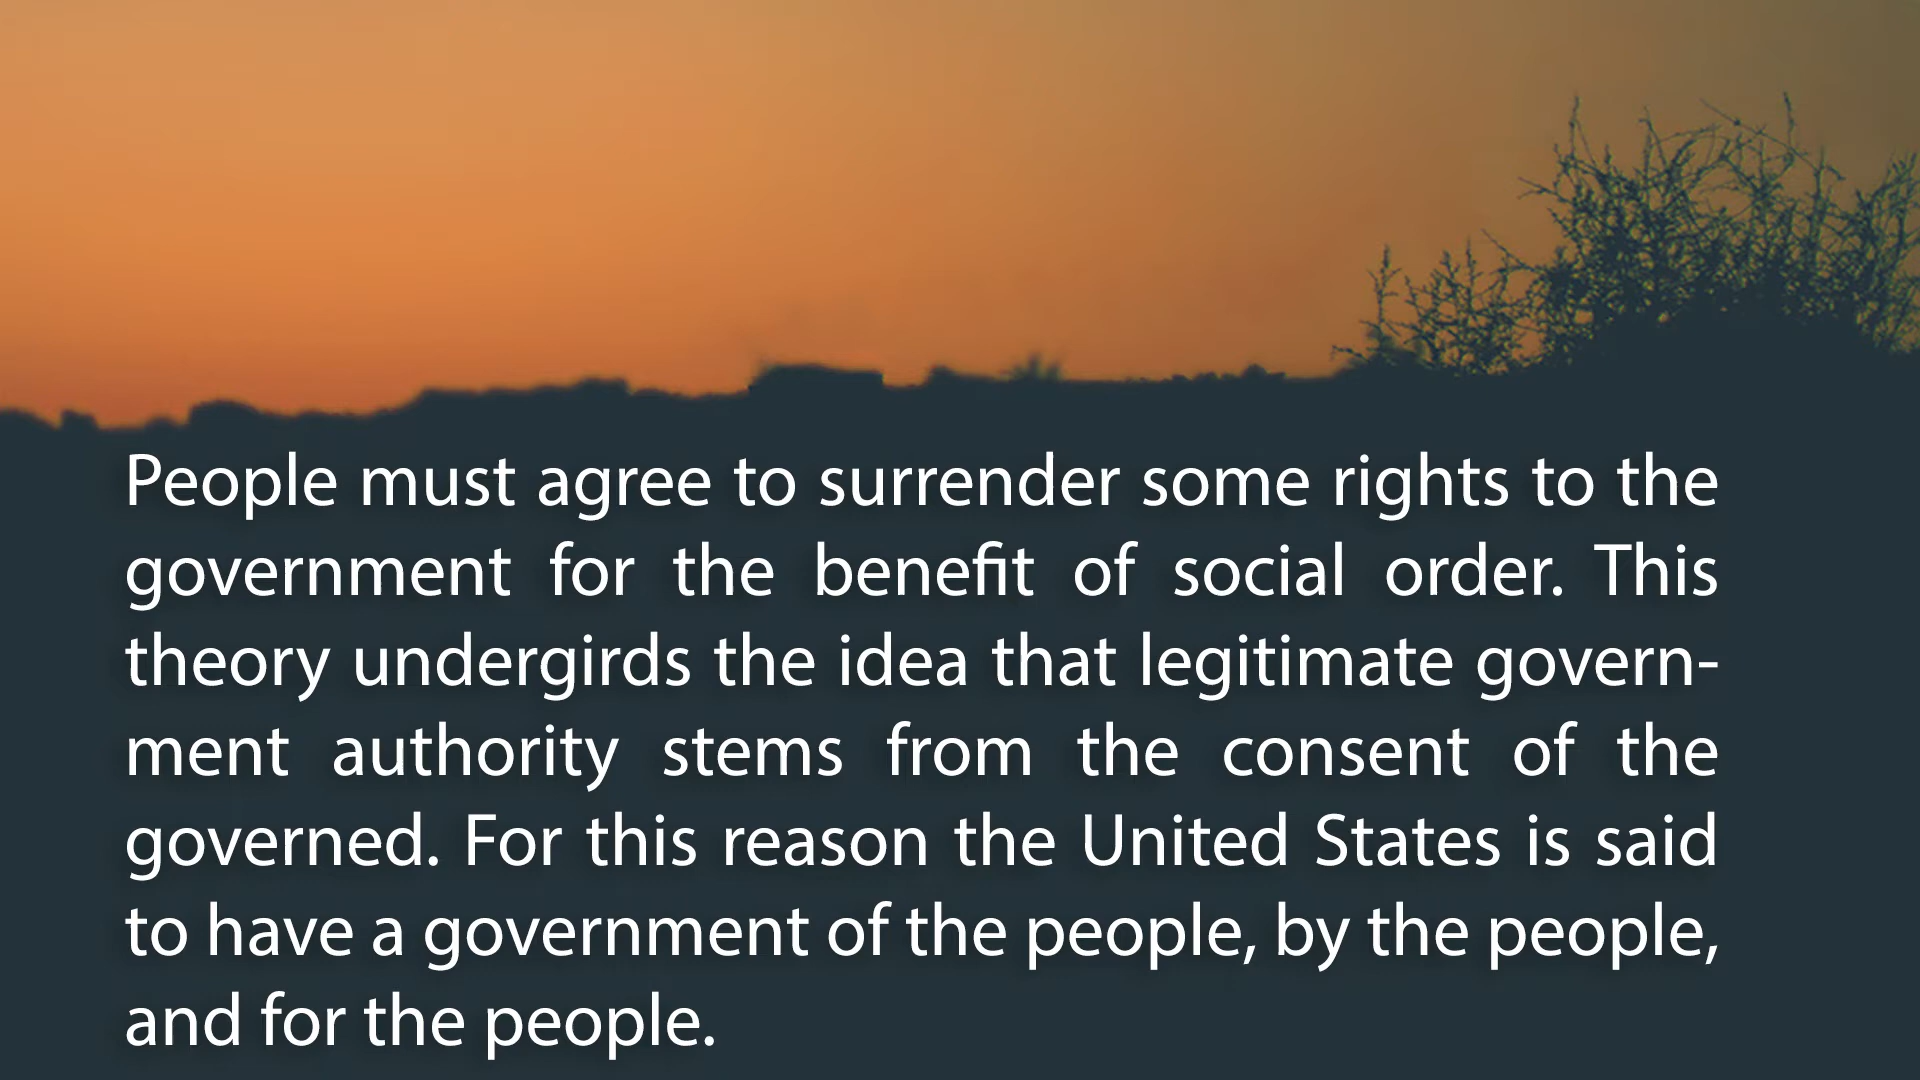 People must agree to surrender some rights to the
government for the benefit of social order. This
theory undergirds the idea that legitimate govern-
ment authority stems from the consent of the
governed. For this reason the United States is said
to have a government of the people, by the people,
and for the people.